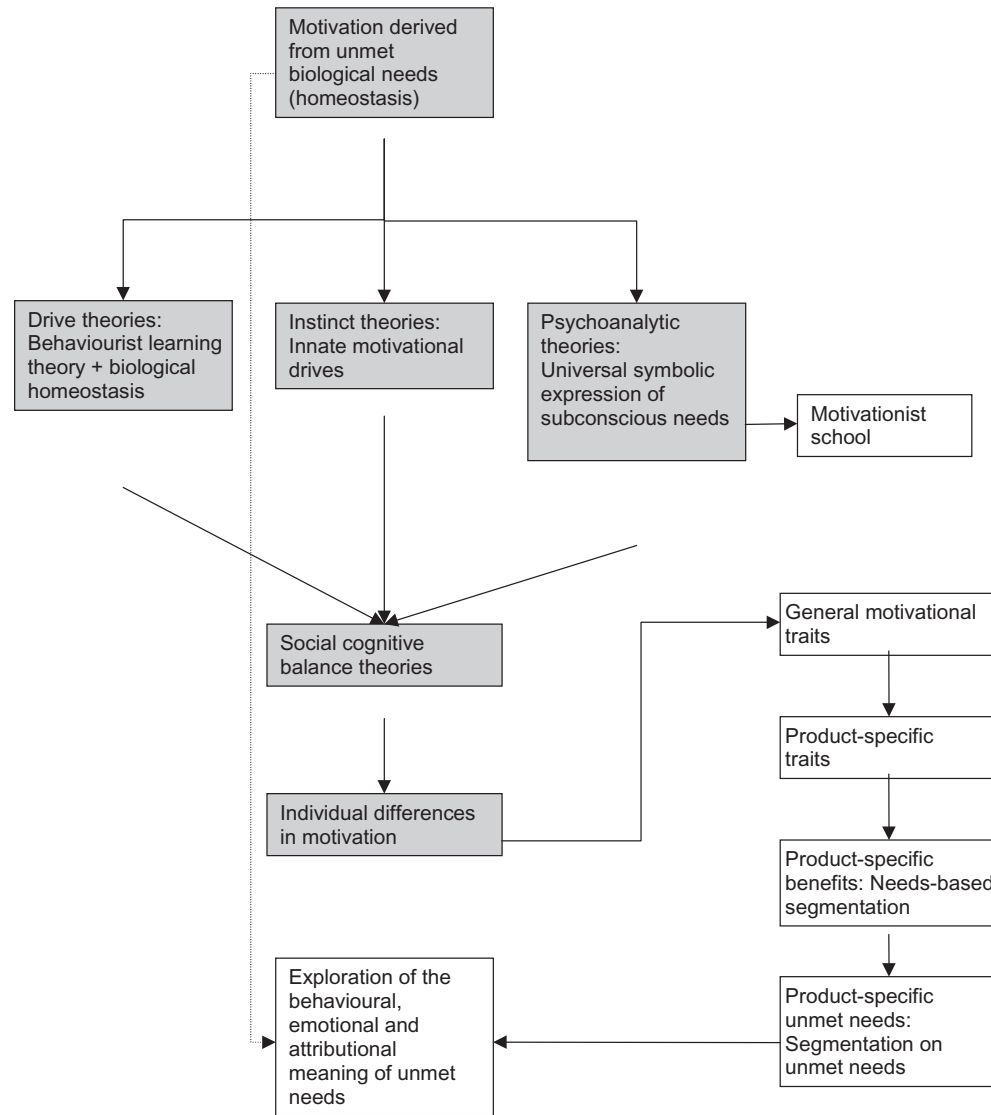 Motivation derived
from unmet
biological needs
(homeostasis)
Drive theories:
Behaviourist learning
theory + biological
homeostasis
Instinct theories:
Innate motivational
drives
Psychoanalytic
theories:
Universal symbolic
expression of
subconscious needs
Motivationist
school
Social cognitive
balance theories
General motivational
traits
Product-specific
traits
Individual differences
in motivation
Product-specific
benefits: Needs-based
segmentation
Exploration of the
behavioural,
emotional and
attributional
meaning of unmet
needs
Product-specific
unmet needs:
Segmentation on
unmet needs